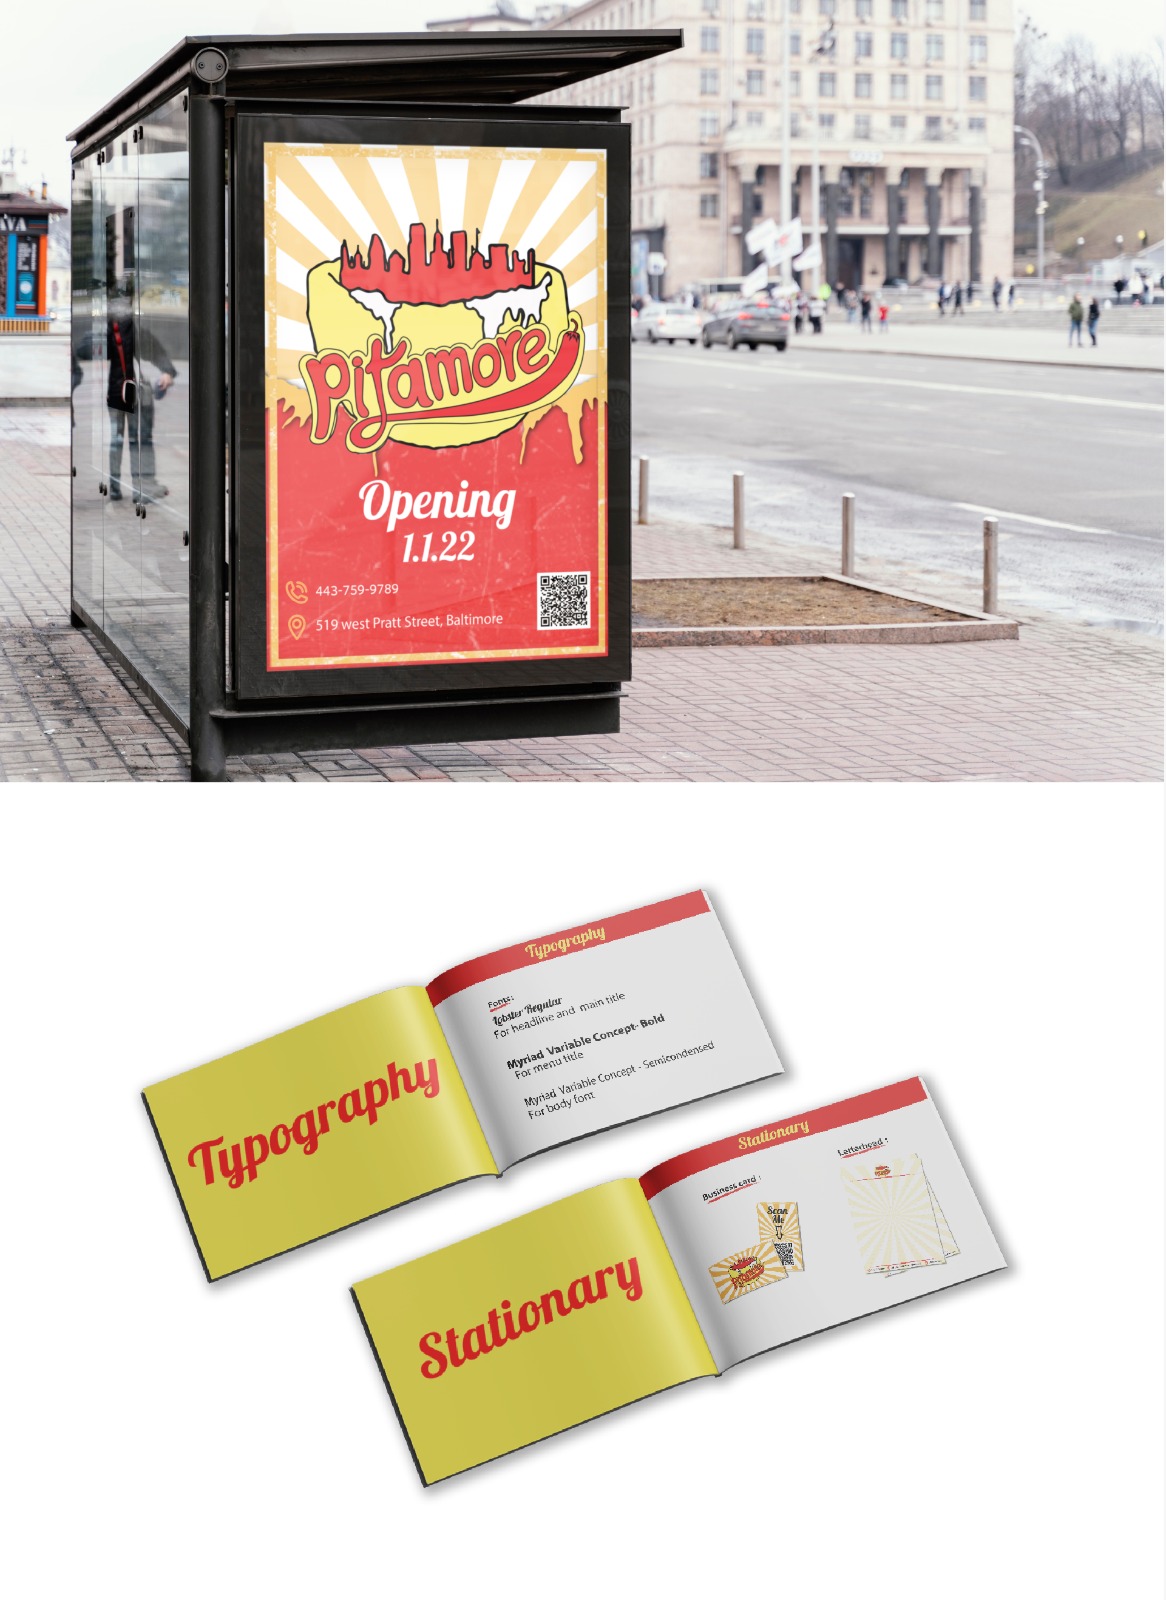 AVA
Pitamore
Opening
1.1.22
443-759-9789
519 west Pratt Street, Baltimore
Typography
Typography
Fonts:
Lobster Regular
For headline and main title
Myriad Variable Concept- Bold
For menu title
Myriad Variable Concept - Semicondensed
For body font
Stationary
Stationary
Business card :
Letterhead :
Scan
Me
Pitamore